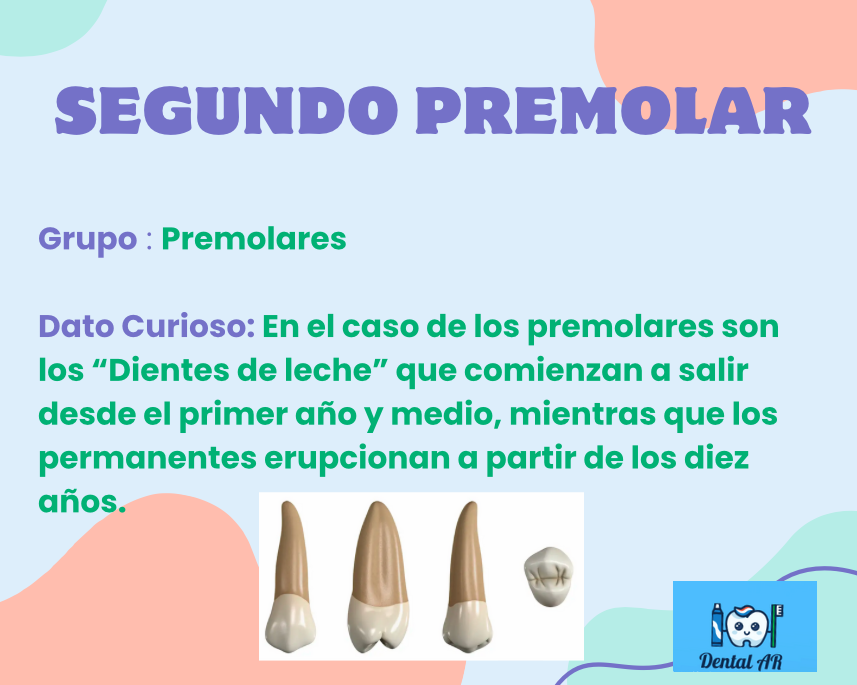 SEGUNDO PREMOLAR
Grupo : Premolares
Dato Curioso: En el caso de los premolares son
los “Dientes de leche” que comienzan a salir
desde el primer año y medio, mientras que los
permanentes erupcionan a partir de los diez
años.
E
Dental AR